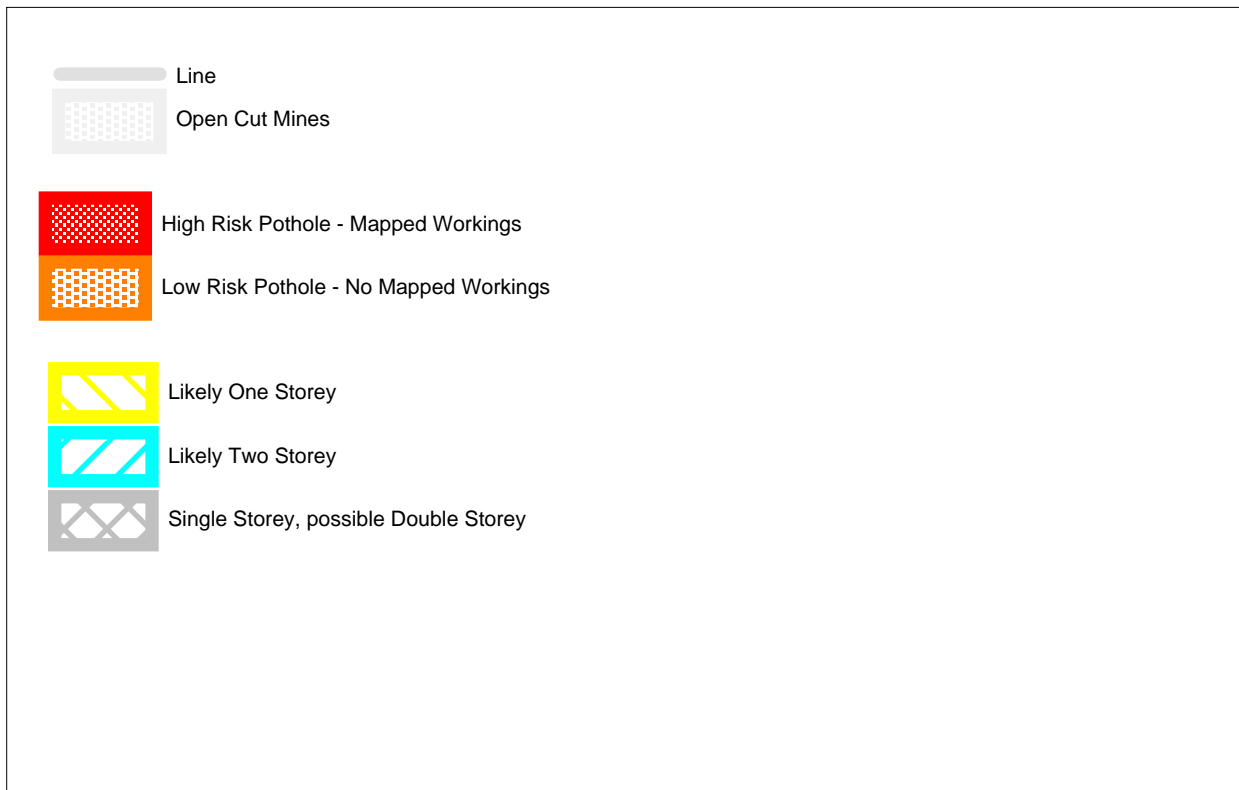 Line
Open Cut Mines
High Risk Pothole - Mapped Workings
Low Risk Pothole - No Mapped Workings
Likely One Storey
Likely Two Storey
Single Storey, possible Double Storey